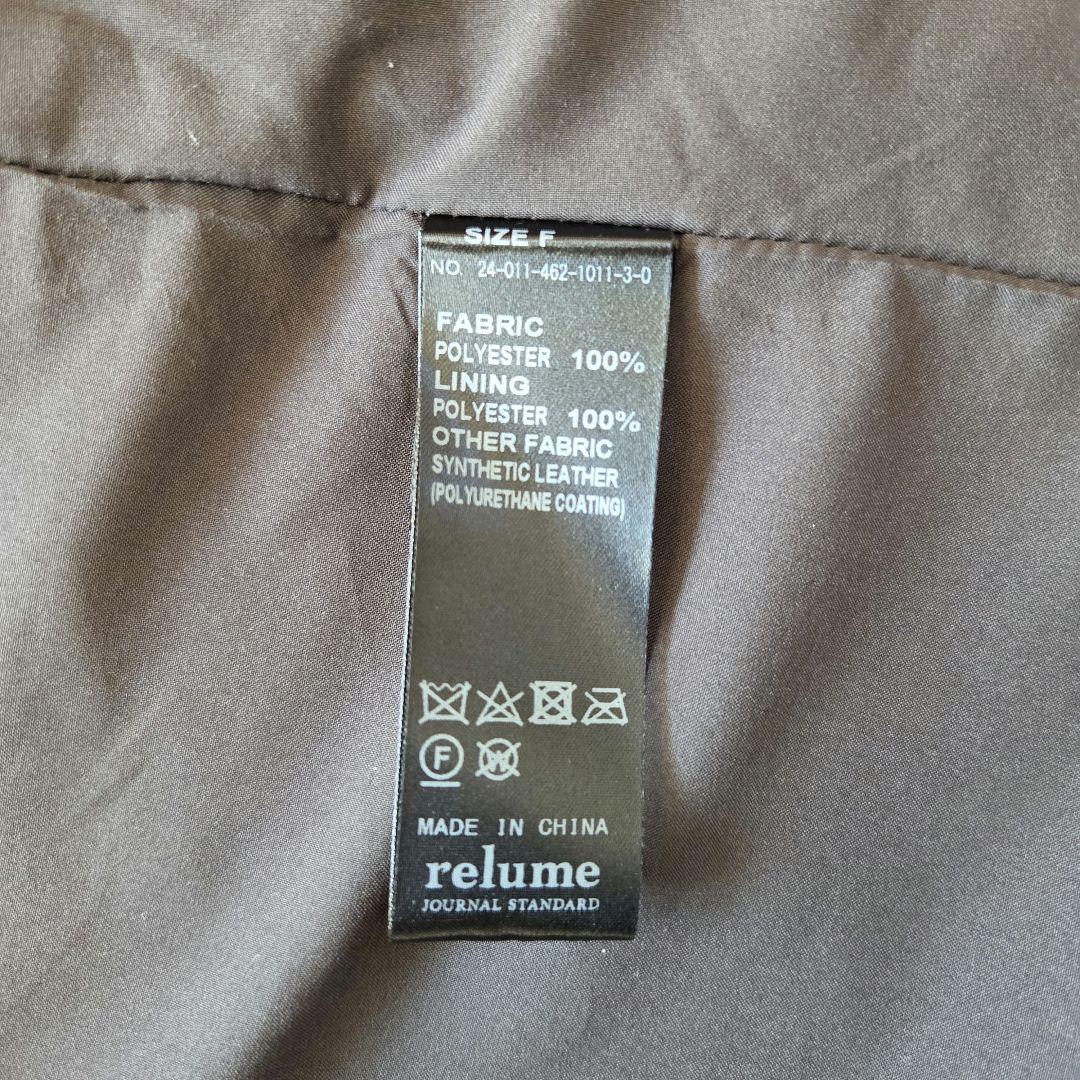 SIZE F
NO. 24-011-462-1011-3-0
FABRIC
POLYESTER 100%
LINING
POLYESTER 100%
OTHER FABRIC
SYNTHETIC LEATHER
(POLYURETHANE COATING)
F W
MADE IN CHINA
relume
JOURNAL STANDARD